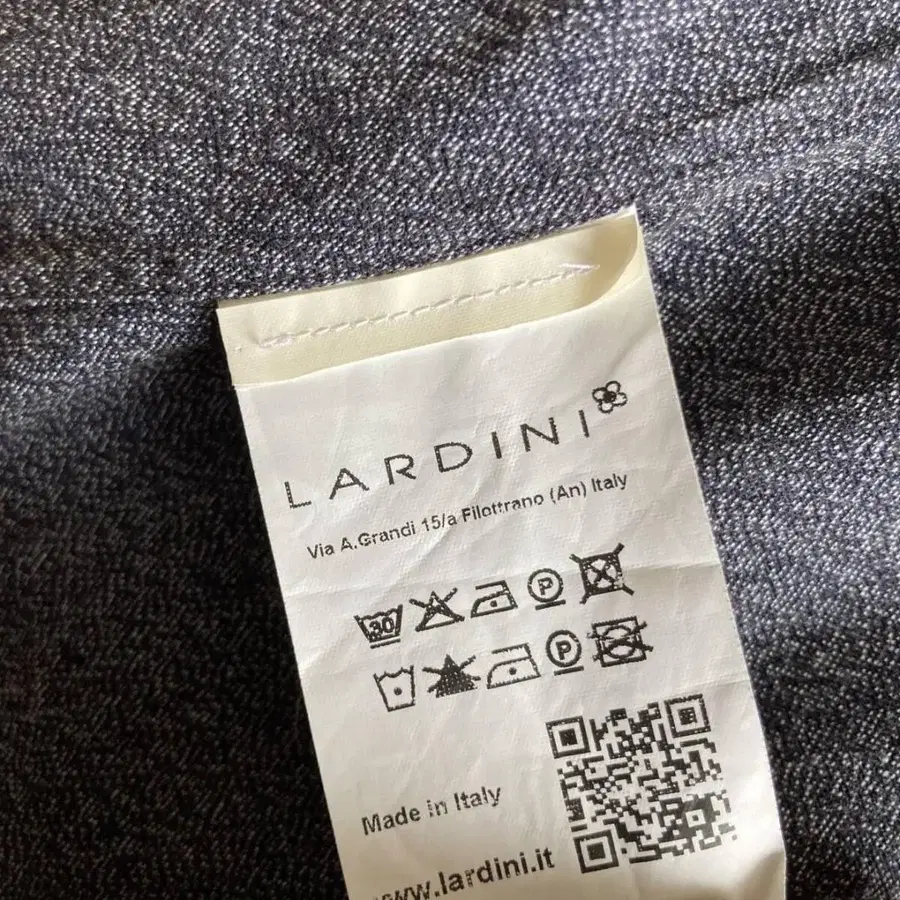 LARDINI
Via A.Grandi 15/a Filottrano (An) Italy
30 P
P
Made in Italy
www.lardini.it